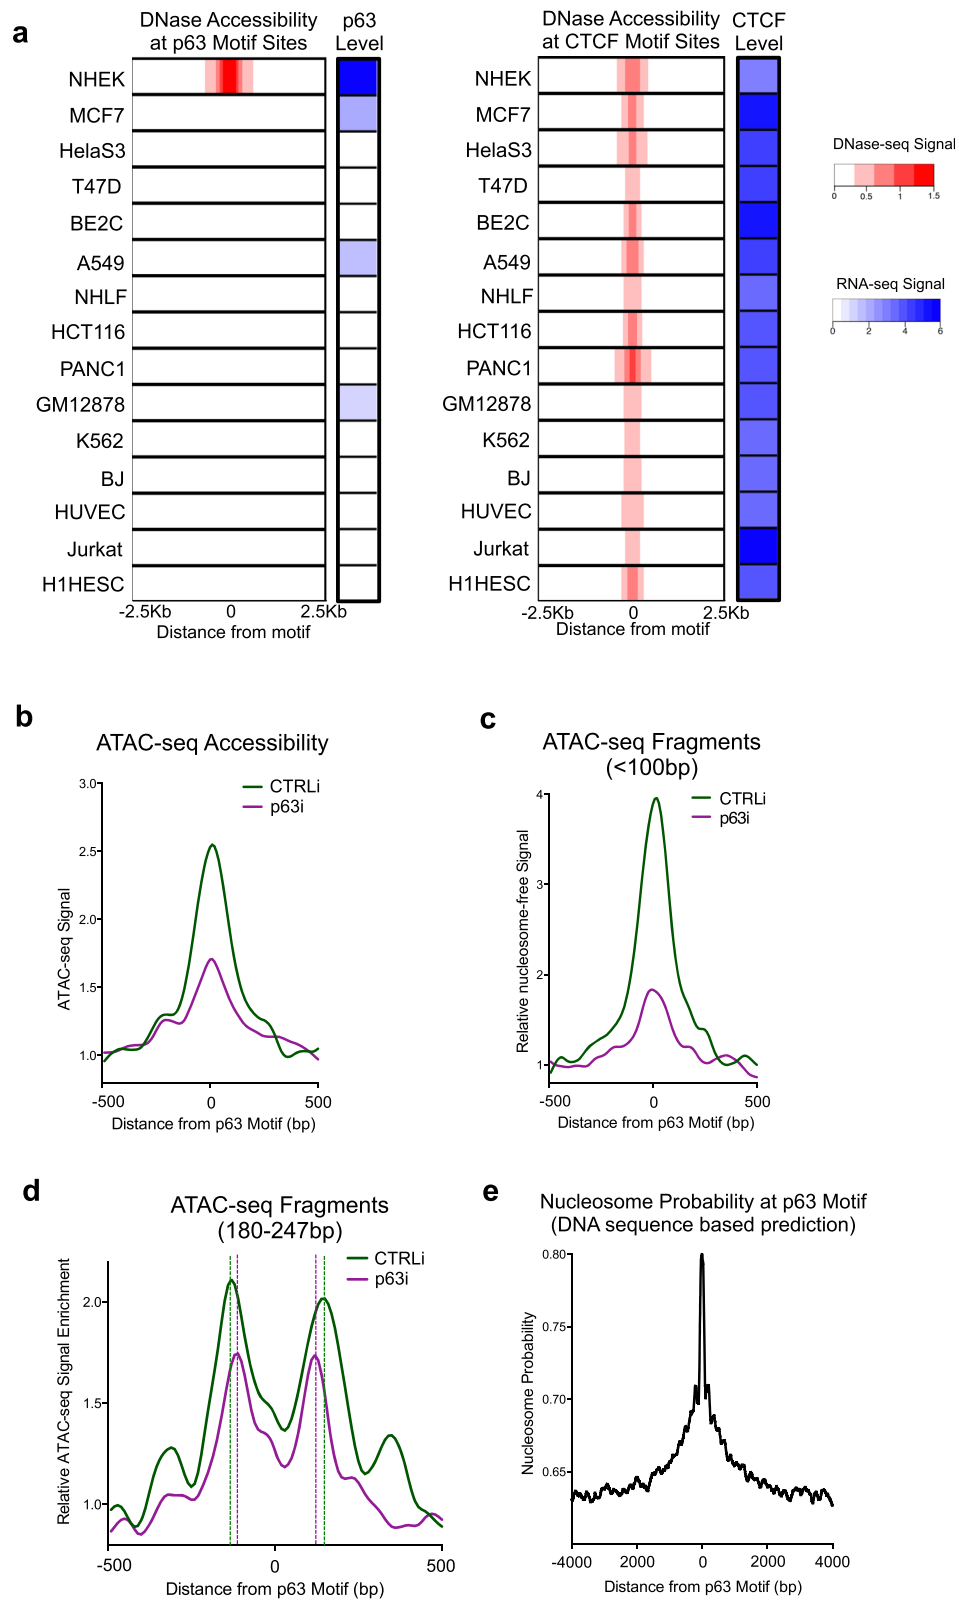 a
DNase Accessibility
at p63 Motif Sites
p63
Level
NHEK
MCF7
HelaS3
T47D
BE2C
A549
NHLF
HCT116
PANC1
GM12878
K562
BJ
HUVEC
Jurkat
H1HESC
-2.5Kb 0 2.5Kb
Distance from motif
DNase Accessibility
at CTCF Motif Sites
CTCF
Level
NHEK
MCF7
HelaS3
T47D
BE2C
A549
NHLF
HCT116
PANC1
GM12878
K562
BJ
HUVEC
Jurkat
H1HESC
-2.5Kb 0 2.5Kb
Distance from motif
DNase-seq Signal
0 0.5 1 1.5
RNA-seq Signal
0 2 4 6
b
ATAC-seq Accessibility
CTRLi
p63i
ATAC-seq Signal
3.0
2.5
2.0
1.5
1.0
-500 0 500
Distance from p63 Motif (bp)
c
ATAC-seq Fragments
(<100bp)
CTRLi
p63i
Relative nucleosome-free Signal
4
3
2
1
-500 0 500
Distance from p63 Motif (bp)
d
ATAC-seq Fragments
(180-247bp)
CTRLi
p63i
Relative ATAC-seq Signal Enrichment
2.0
1.5
1.0
-500 0 500
Distance from p63 Motif (bp)
e
Nucleosome Probability at p63 Motif
(DNA sequence based prediction)
Nucleosome Probability
0.80
0.75
0.70
0.65
-4000 2000 0 2000 4000
Distance from p63 Motif (bp)